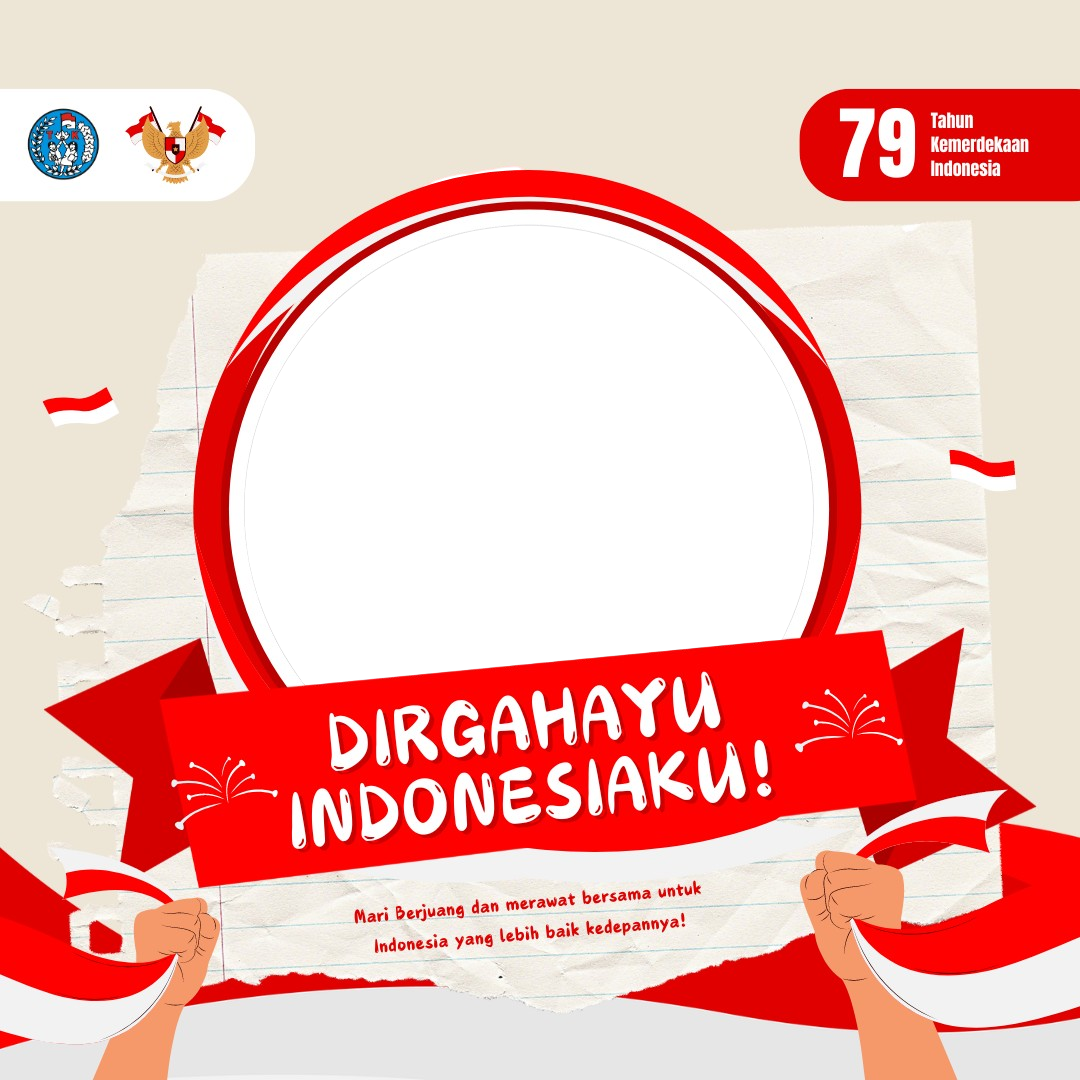 79
Tahun
Kemerdekaan
Indonesia
DIRGAHAYU
INDONESIAKU!
Mari Berjuang dan merawat bersama untuk
Indonesia yang lebih baik kedepannya!